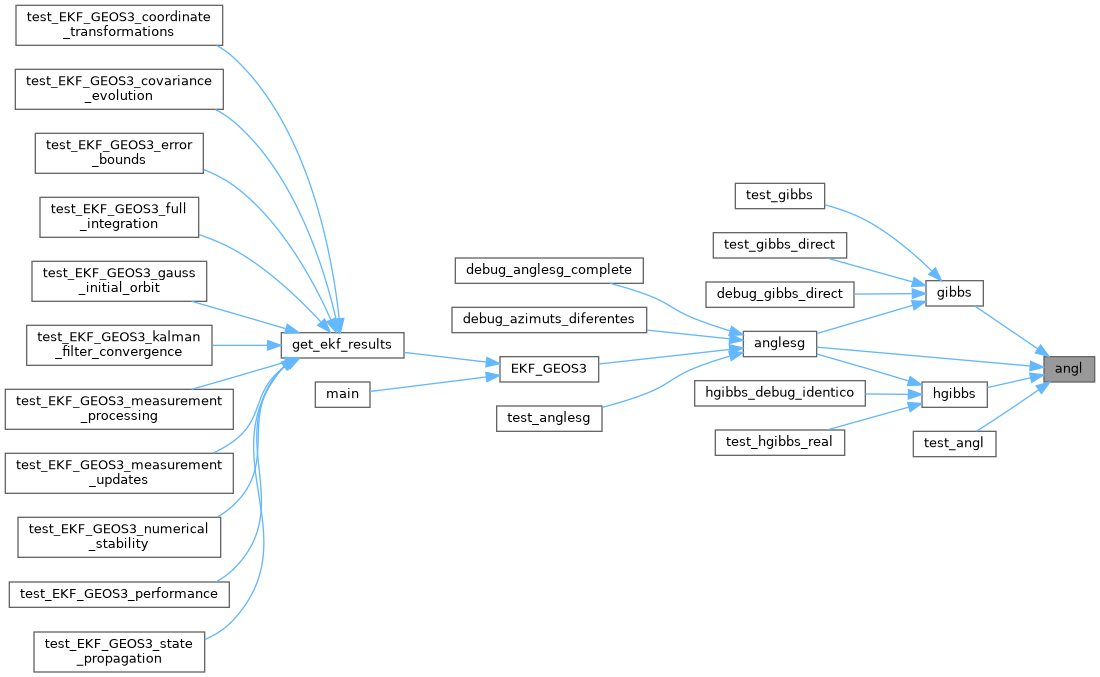 test_EKF_GEOS3_coordinate
_transformations
test_EKF_GEOS3_covariance
_evolution
test_EKF_GEOS3_error
_bounds
test_EKF_GEOS3_full
_integration
test_EKF_GEOS3_gauss
_initial_orbit
test_EKF_GEOS3_kalman
_filter_convergence
test_EKF_GEOS3_measurement
_processing
test_EKF_GEOS3_measurement
_updates
test_EKF_GEOS3_numerical
_stability
test_EKF_GEOS3_performance
test_EKF_GEOS3_state
_propagation
get_ekf_results
main
debug_anglesg_complete
debug_azimuts_diferentes
EKF_GEOS3
test_anglesg
test_gibbs
test_gibbs_direct
debug_gibbs_direct
anglesg
hgibbs_debug_identico
test_hgibbs_real
gibbs
hgibbs
test_angl
angl